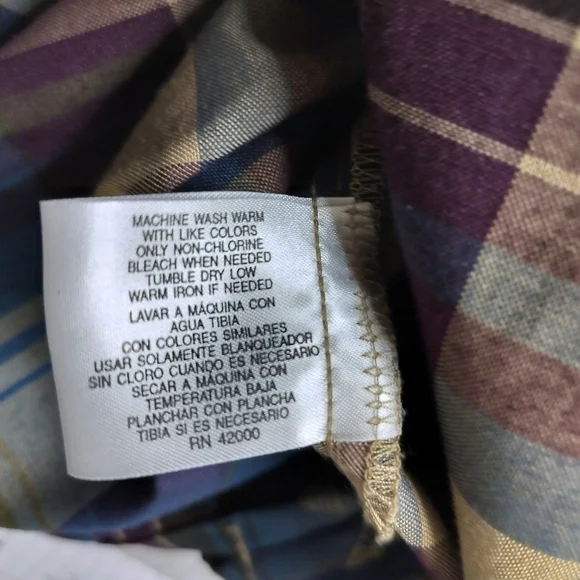 MACHINE WASH WARM
WITH LIKE COLORS
ONLY NON-CHLORINE
BLEACH WHEN NEEDED
TUMBLE DRY LOW
WARM IRON IF NEEDED
LAVAR A MÁQUINA CON
AGUA TIBIA
CON COLORES SIMILARES
USAR SOLAMENTE BLANQUEADOR
SIN CLORO CUANDO ES NECESARIO
SECAR A MÁQUINA CON
TEMPERATURA BAJA
PLANCHAR CON PLANCHA
TIBIA SI ES NECESARIO
RN 42000